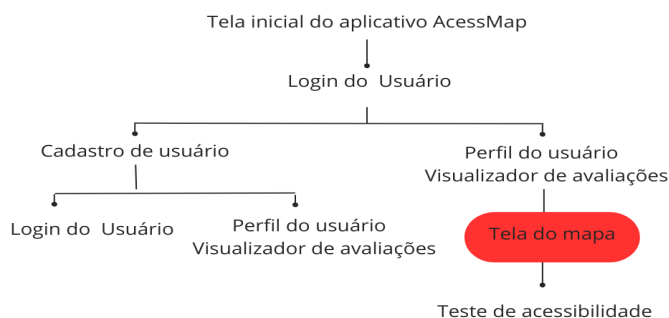 Tela inicial do aplicativo AcessMap
Login do Usuário
Cadastro de usuário
Perfil do usuário
Visualizador de avaliações
Login do Usuário
Perfil do usuário
Visualizador de avaliações
Tela do mapa
Teste de acessibilidade